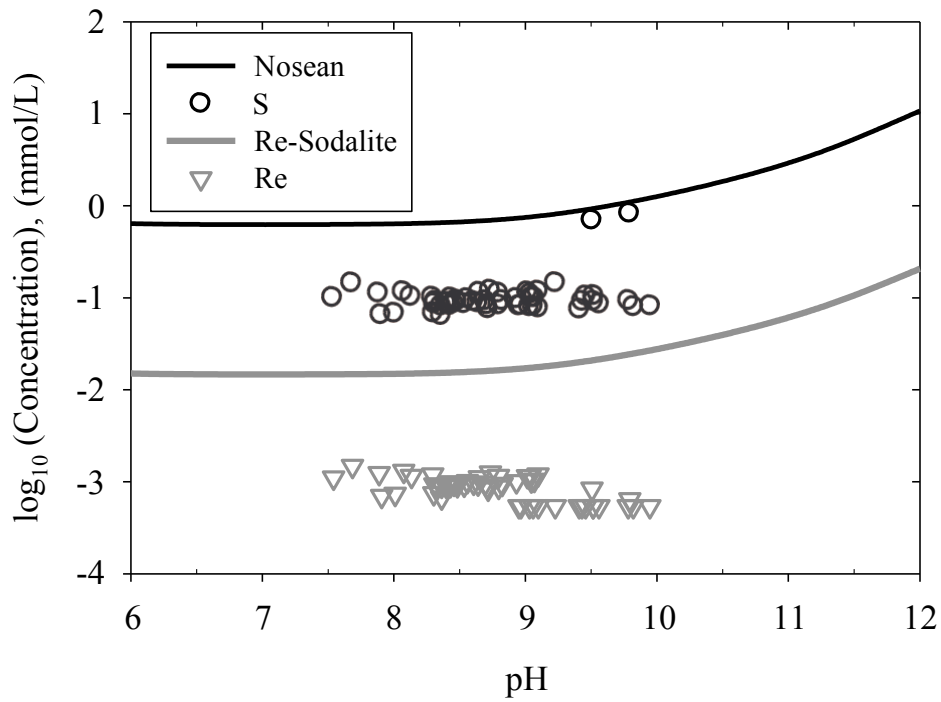 2
1
0
-1
-2
-3
-4
log10 (Concentration), (mmol/L)
Nosean
S
Re-Sodalite
Re
6 7 8 9 10 11 12
pH